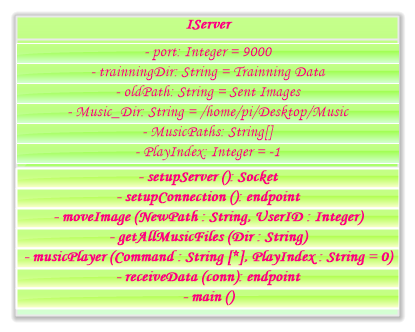 IServer
- port: Integer = 9000
- trainningDir: String = Trainning Data
- oldPath: String = Sent Images
- Music_Dir: String = /home/pi/Desktop/Music
- MusicPaths: String[]
- PlayIndex: Integer = -1
- setupServer (): Socket
- setupConnection (): endpoint
- moveImage (NewPath : String, UserID : Integer)
- getAllMusicFiles (Dir : String)
- musicPlayer (Command : String [*], PlayIndex : String = 0)
- receiveData (conn): endpoint
- main ()